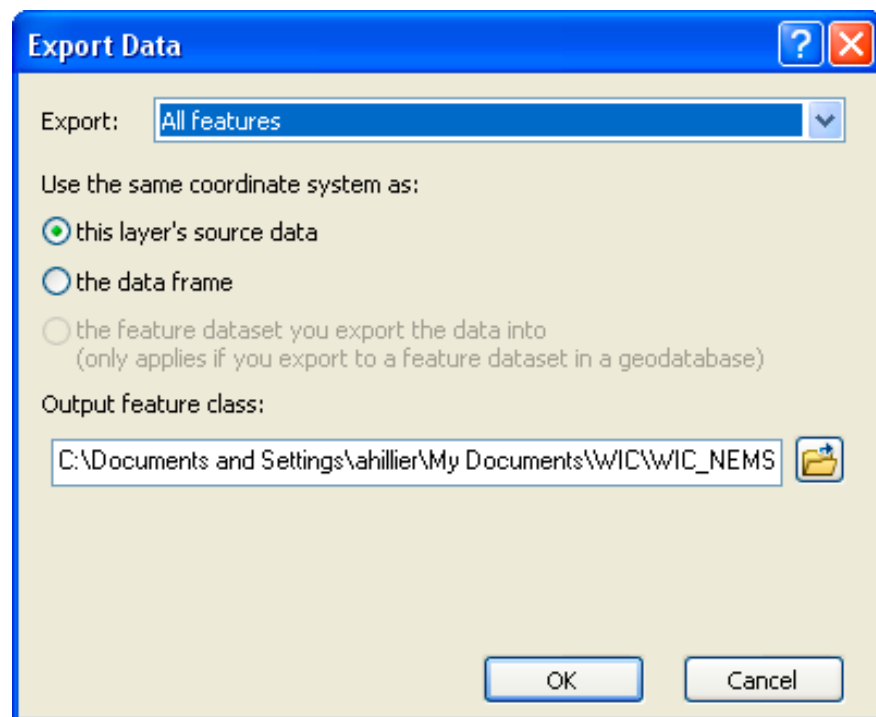 Export Data
Export: All features
Use the same coordinate system as:
this layer's source data
the data frame
the feature dataset you export the data into
(only applies if you export to a feature dataset in a geodatabase)
Output feature class:
C:\Documents and Settings\ahillier\My Documents\WIC\WIC_NEMS
OK Cancel